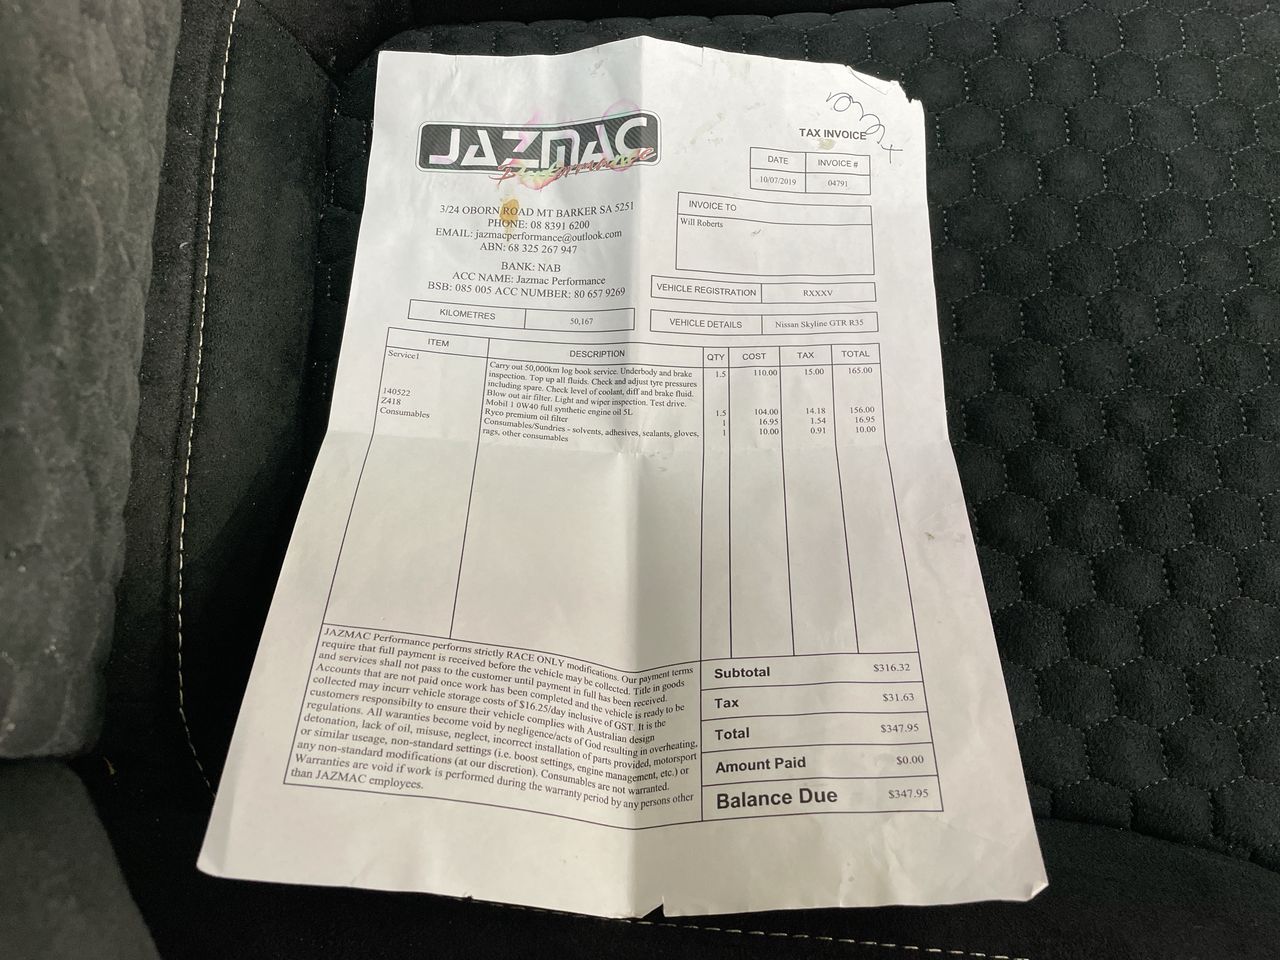 JAZMAC
Performance
TAX INVOICE
DATE INVOICE #
10/07/2019 04791
3/24 OBORN ROAD MT BARKER SA 5251
PHONE: 08 8391 6200
EMAIL: jazmacperformance@outlook.com
ABN: 68 325 267 947
BANK: NAB
ACC NAME: Jazmac Performance
BSB: 085 005 ACC NUMBER: 80 657 9269
INVOICE TO
Will Roberts
VEHICLE REGISTRATION RXXXV
KILOMETRES 50,167
VEHICLE DETAILS Nissan Skyline GTR R35
ITEM DESCRIPTION QTY COST TAX TOTAL
Service1 Carry out 50,000km log book service. Underbody and brake 1.5 110.00 15.00 165.00
inspection. Top up all fluids. Check and adjust tyre pressures
including spare. Check level of coolant, diff and brake fluid.
Blow out air filter. Light and wiper inspection. Test drive.
140522 Mobil 1 0W40 full synthetic engine oil 5L 1.5 104.00 14.18 156.00
Z418 Ryco premium oil filter 1 16.95 1.54 16.95
Consumables Consumables/Sundries - solvents, adhesives, sealants, gloves, 1 10.00 0.91 10.00
rags, other consumables
JAZMAC Performance performs strictly RACE ONLY modifications. Our payment terms
require that full payment is received before the vehicle may be collected. Title in goods
and services shall not pass to the customer until payment in full has been received.
Accounts that are not paid once work has been completed and the vehicle is ready to be
collected may incur vehicle storage costs of $16.25/day inclusive of GST. It is the
customers responsibilty to ensure their vehicle complies with Australian design
regulations. All waranties become void by negligence/acts of God resulting in overheating,
detonation, lack of oil, misuse, neglect, incorrect installation of parts provided, motorsport
or similar useage, non-standard settings (i.e. boost settings, engine management, etc.) or
any non-standard modifications (at our discretion). Consumables are not warranted.
Warranties are void if work is performed during the warranty period by any persons other
than JAZMAC employees.
Subtotal $316.32
Tax $31.63
Total $347.95
Amount Paid $0.00
Balance Due $347.95